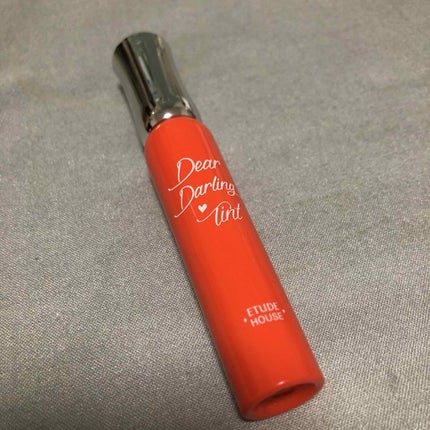 Dear
Darling
tint
ETUDE
HOUSE